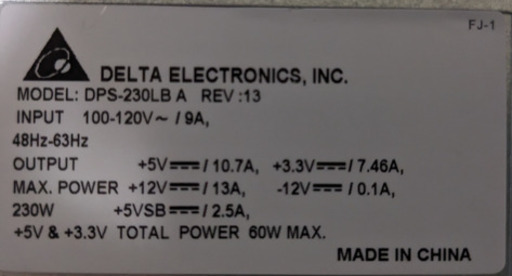 FJ-1
DELTA ELECTRONICS, INC.
MODEL: DPS-230LB A REV :13
INPUT 100-120V~ / 9A,
48Hz-63Hz
OUTPUT +5V⎓/ 10.7A, +3.3V⎓/ 7.46A,
MAX. POWER +12V⎓/ 13A, -12V⎓/ 0.1A,
230W +5VSB⎓/ 2.5A,
+5V & +3.3V TOTAL POWER 60W MAX.
MADE IN CHINA